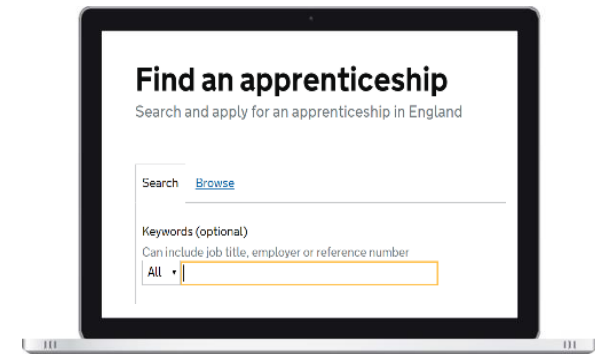 Find an apprenticeship
Search and apply for an apprenticeship in England
Search Browse
Keywords (optional)
Can include job title, employer or reference number
All